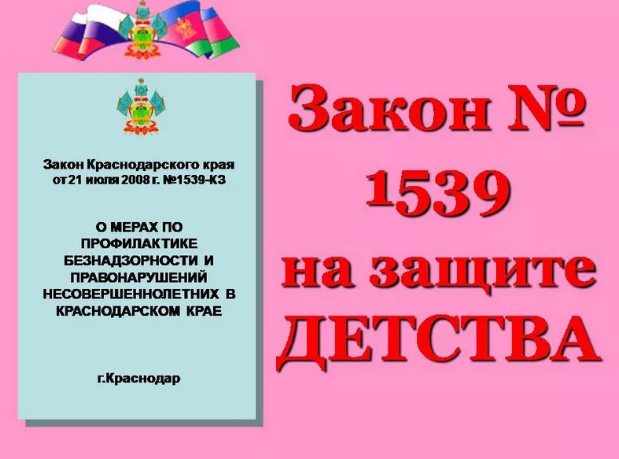 Закон Краснодарского края
от 21 июля 2008 г. №1539-КЗ
О МЕРАХ ПО
ПРОФИЛАКТИКЕ
БЕЗНАДЗОРНОСТИ И
ПРАВОНАРУШЕНИЙ
НЕСОВЕРШЕННОЛЕТНИХ В
КРАСНОДАРСКОМ КРАЕ
г.Краснодар
Закон №
1539
на защите
ДЕТСТВА